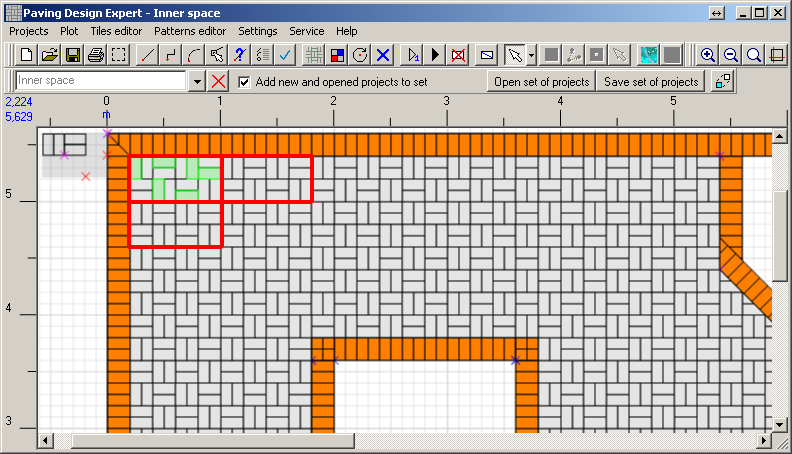 Paving Design Expert - Inner space
Projects Plot Tiles editor Patterns editor Settings Service Help
Inner space Add new and opened projects to set Open set of projects Save set of projects
2,224 0 1 2 3 4 5
5,629 m
5
4
3